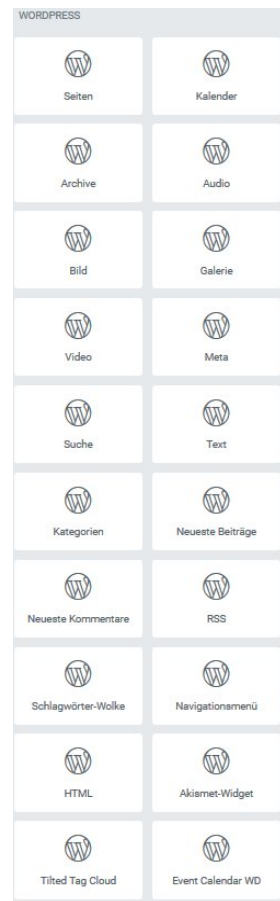 WORDPRESS
Seiten
Kalender
Archive
Audio
Bild
Galerie
Video
Meta
Suche
Text
Kategorien
Neueste Beiträge
Neueste Kommentare
RSS
Schlagwörter-Wolke
Navigationsmenü
HTML
Akismet-Widget
Tilted Tag Cloud
Event Calendar WD